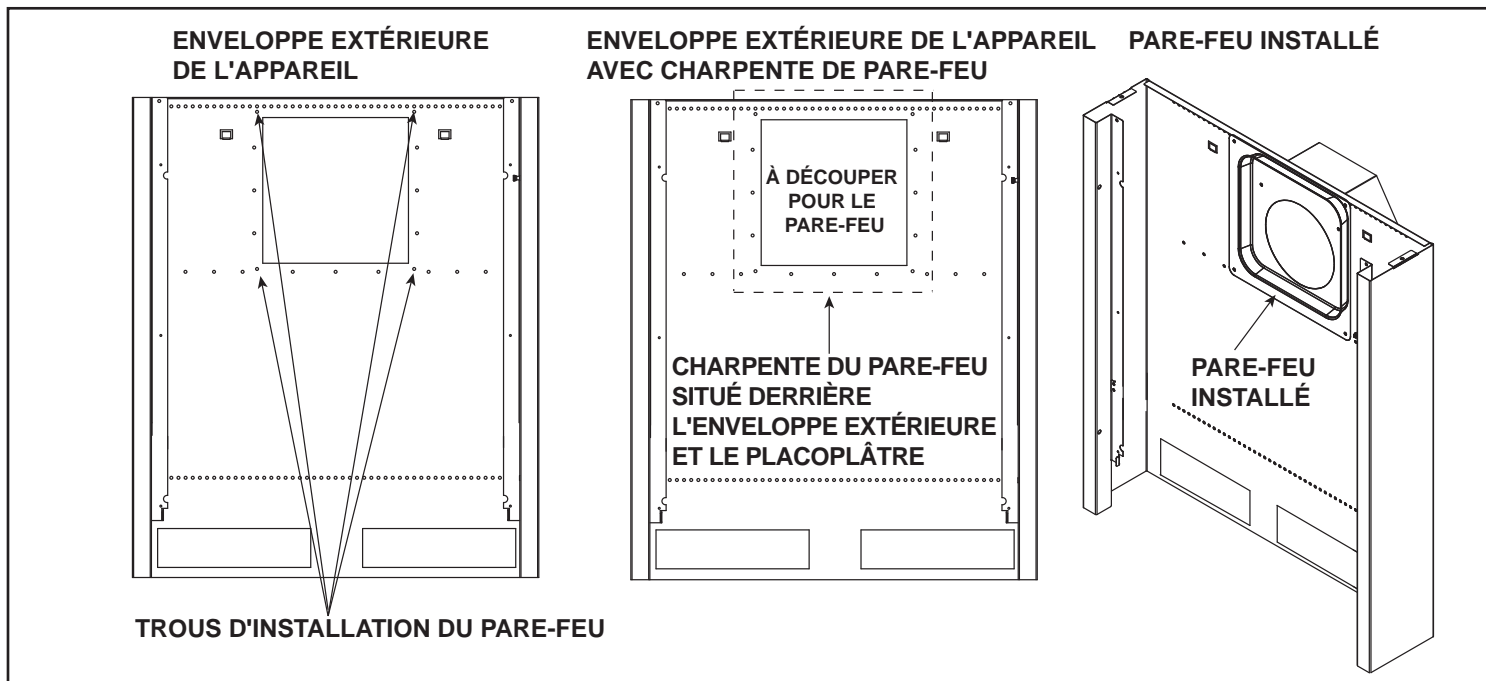 ENVELOPPE EXTÉRIEURE
DE L'APPAREIL
ENVELOPPE EXTÉRIEURE DE L'APPAREIL
AVEC CHARPENTE DE PARE-FEU
PARE-FEU INSTALLÉ
À DÉCOUPER
POUR LE
PARE-FEU
CHARPENTE DU PARE-FEU
SITUÉ DERRIÈRE
L'ENVELOPPE EXTÉRIEURE
ET LE PLACOPLÂTRE
PARE-FEU
INSTALLÉ
TROUS D'INSTALLATION DU PARE-FEU